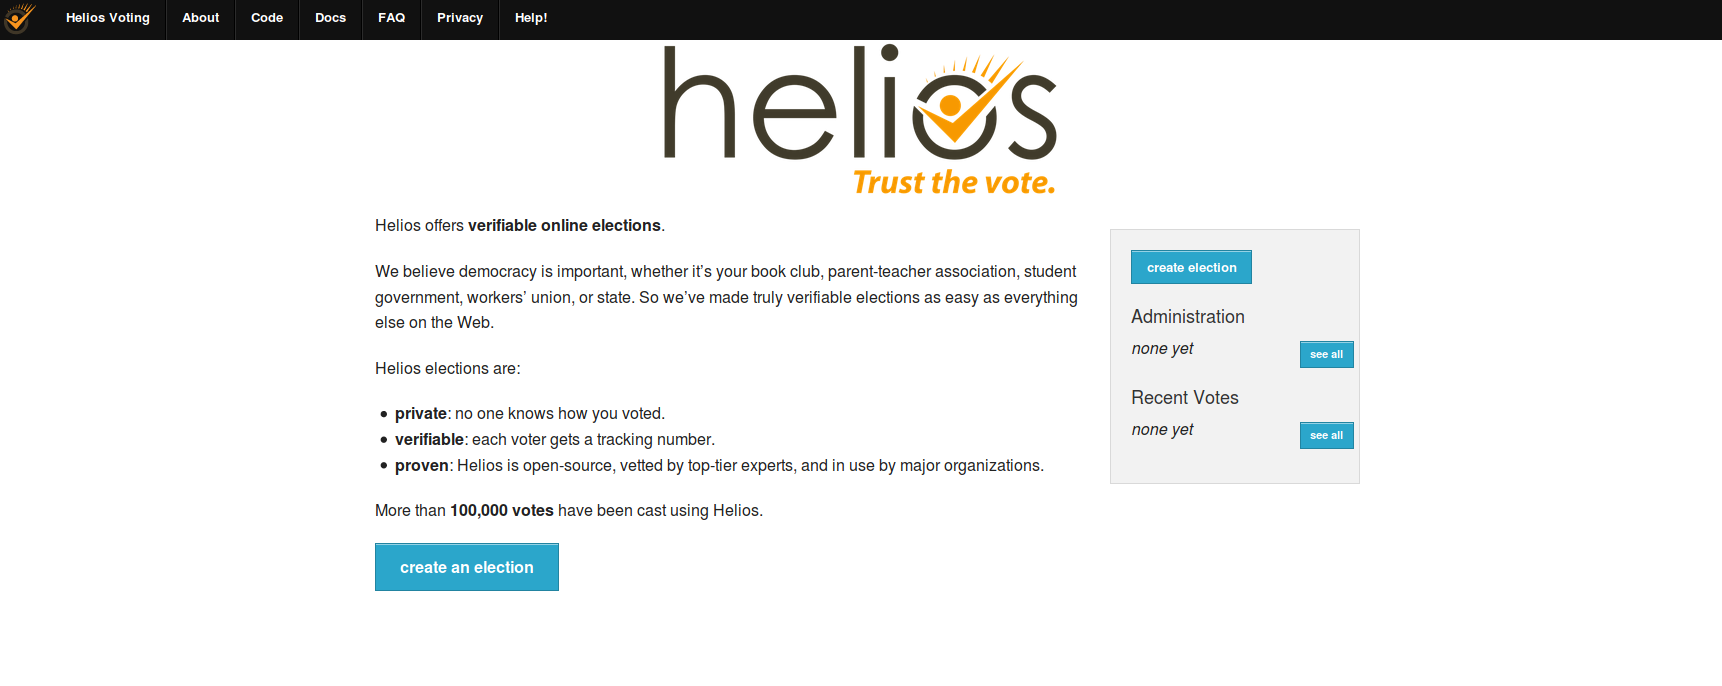 Helios Voting About Code Docs FAQ Privacy Help!
helios
Trust the vote.
Helios offers verifiable online elections.
We believe democracy is important, whether it’s your book club, parent-teacher association, student
government, workers’ union, or state. So we’ve made truly verifiable elections as easy as everything
else on the Web.
Helios elections are:
• private: no one knows how you voted.
• verifiable: each voter gets a tracking number.
• proven: Helios is open-source, vetted by top-tier experts, and in use by major organizations.
More than 100,000 votes have been cast using Helios.
create an election
create election
Administration
none yet see all
Recent Votes
none yet see all